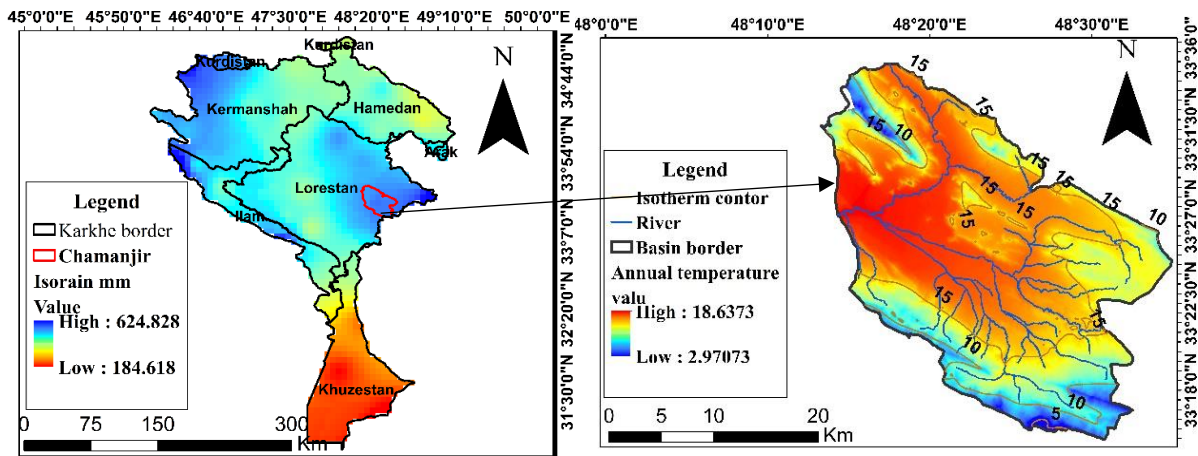 45°0'0"E 45°40'0"E 46°40'0"E 47°30'0"E 48°20'0"E 49°10'0"E 50°0'0"E
N
34°44'0"N
33°54'0"N
33°7'0"N
32°20'0"N
31°30'0"N
Kordistan
Kordistan
Kermanshah
Hamedan
Arak
Lorestan
Ilam
Khuzestan
Legend
Karkhe border
Chamanjir
Isorain mm
Value
High : 624.828
Low : 184.618
0 75 150 300
Km
48°0'0"E 48°10'0"E 48°20'0"E 48°30'0"E
N
33°36'0"N
33°31'30"N
33°27'0"N
33°22'30"N
33°18'0"N
15
15
15
10
15
15
15
15
15
10
15
15
15
10
10
5
Legend
Isotherm contor
River
Basin border
Annual temperature
valu
High : 18.6373
Low : 2.97073
0 5 10 20
Km